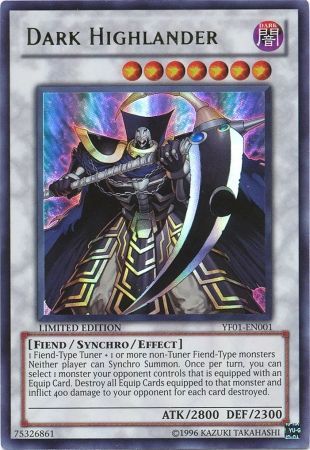 DARK HIGHLANDER
DARK
闇
LIMITED EDITION
YF01-EN001
[FIEND / SYNCHRO / EFFECT]
1 Fiend-Type Tuner + 1 or more non-Tuner Fiend-Type monsters
Neither player can Synchro Summon. Once per turn, you can
select 1 monster your opponent controls that is equipped with an
Equip Card. Destroy all Equip Cards equipped to that monster and
inflict 400 damage to your opponent for each card destroyed.
ATK/2800 DEF/2300
75326861
©1996 KAZUKI TAKAHASHI